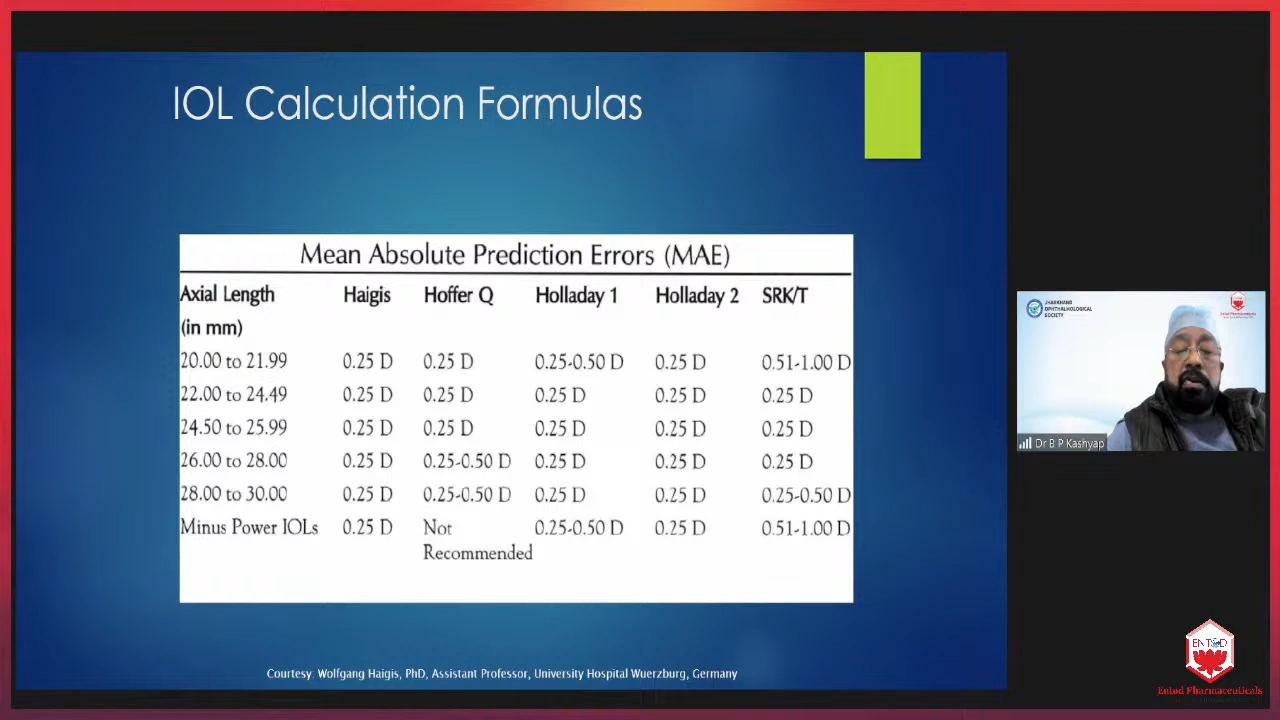 IOL Calculation Formulas
Mean Absolute Prediction Errors (MAE)
Axial Length Haigis Hoffer Q Holladay 1 Holladay 2 SRK/T
(in mm)
20.00 to 21.99 0.25 D 0.25 D 0.25-0.50 D 0.25 D 0.51-1.00 D
22.00 to 24.49 0.25 D 0.25 D 0.25 D 0.25 D 0.25 D
24.50 to 25.99 0.25 D 0.25 D 0.25 D 0.25 D 0.25 D
26.00 to 28.00 0.25 D 0.25-0.50 D 0.25 D 0.25 D 0.25 D
28.00 to 30.00 0.25 D 0.25-0.50 D 0.25 D 0.25 D 0.25-0.50 D
Minus Power IOLs 0.25 D Not 0.25-0.50 D 0.25 D 0.51-1.00 D
Recommended
Courtesy: Wolfgang Haigis, PhD, Assistant Professor, University Hospital Wuerzburg, Germany
JHARKHAND
OPHTHALMOLOGICAL
SOCIETY
Dr B P Kashyap
ENTOD
Entod Pharmaceuticals